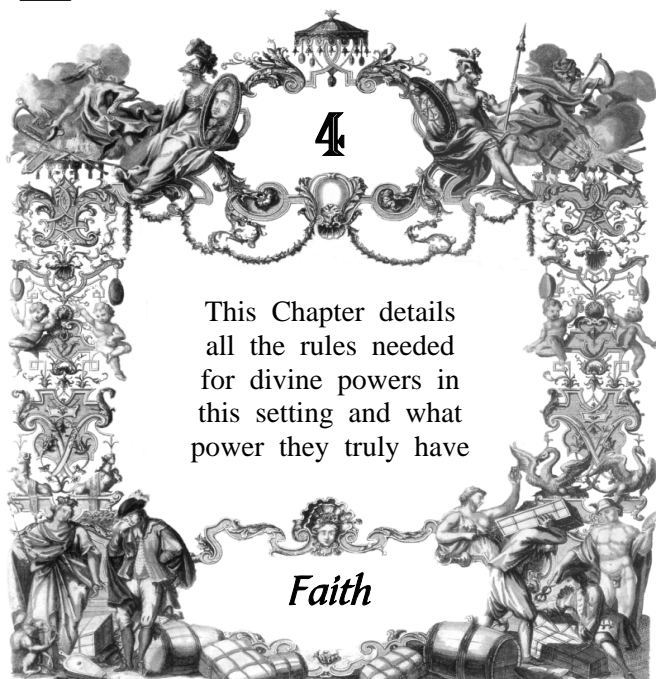 4
This Chapter details
all the rules needed
for divine powers in
this setting and what
power they truly have
Faith